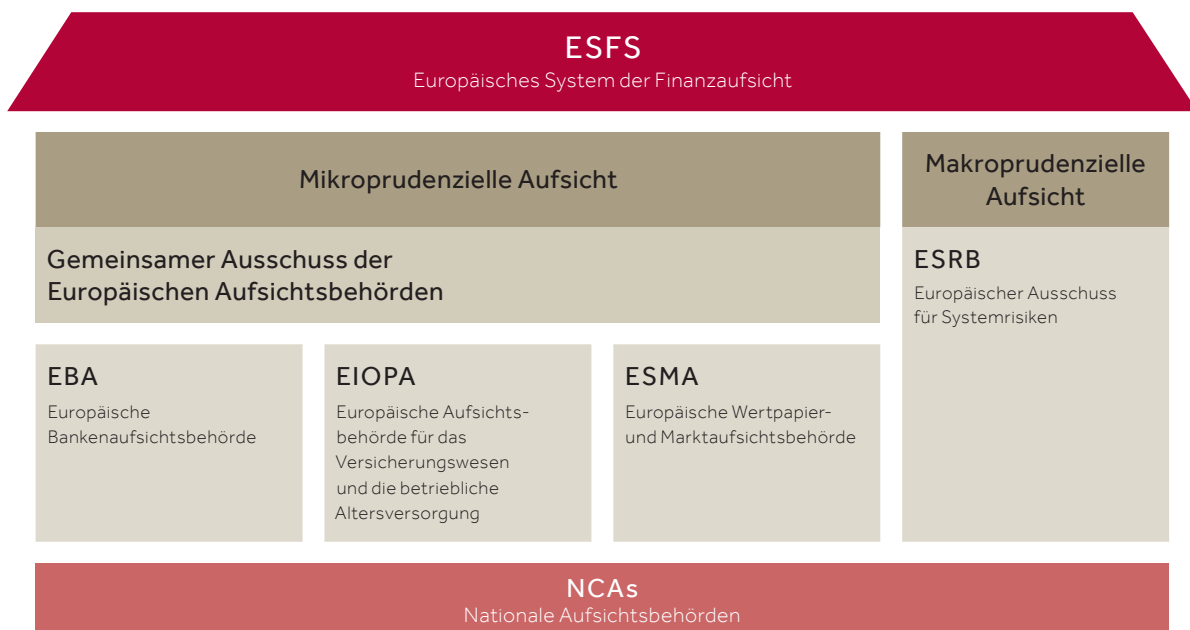 ESFS
Europäisches System der Finanzaufsicht
Mikroprudenzielle Aufsicht
Makroprudenzielle
Aufsicht
Gemeinsamer Ausschuss der
Europäischen Aufsichtsbehörden
ESRB
Europäischer Ausschuss
für Systemrisiken
EBA
Europäische
Bankenaufsichtsbehörde
EIOPA
Europäische Aufsichts-
behörde für das
Versicherungswesen
und die betriebliche
Altersversorgung
ESMA
Europäische Wertpapier-
und Marktaufsichtsbehörde
NCAs
Nationale Aufsichtsbehörden